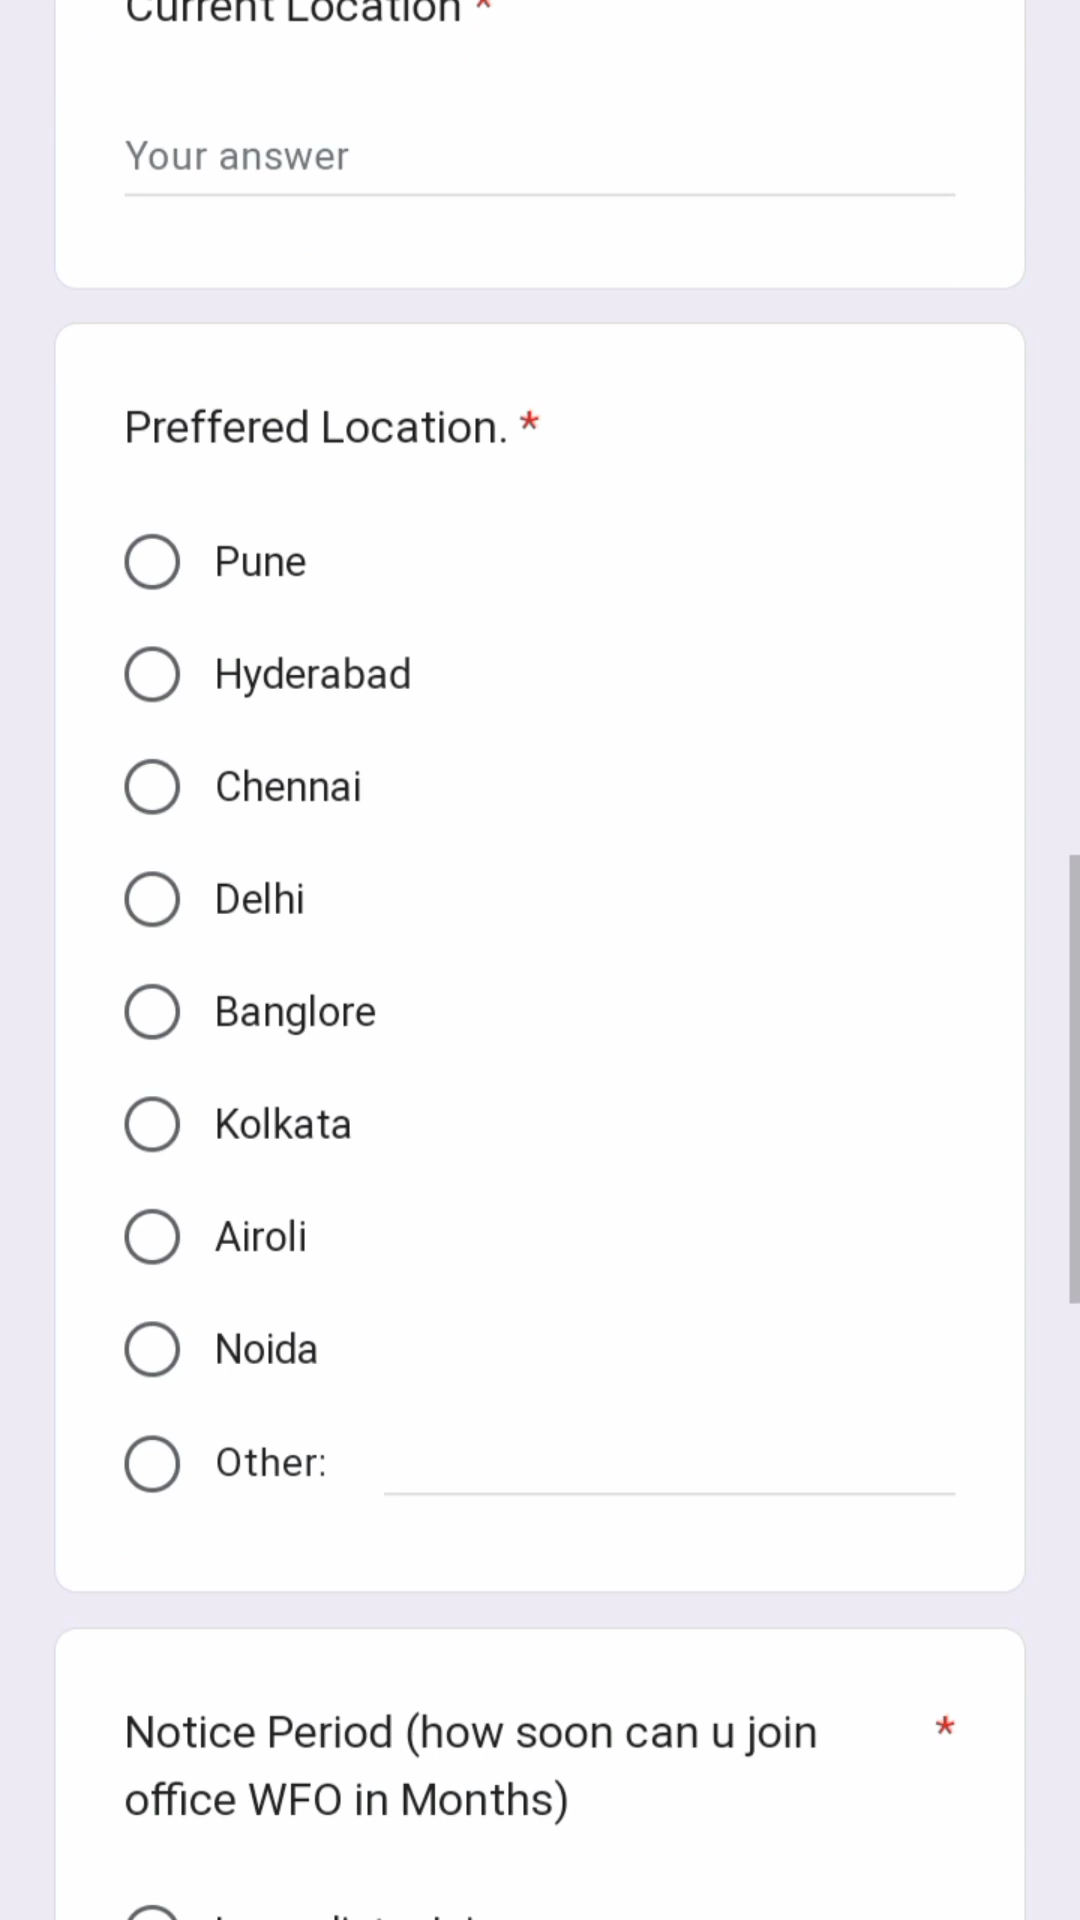 Current Location *
Your answer
Preffered Location. *
Pune
Hyderabad
Chennai
Delhi
Banglore
Kolkata
Airoli
Noida
Other:
Notice Period (how soon can u join *
office WFO in Months)